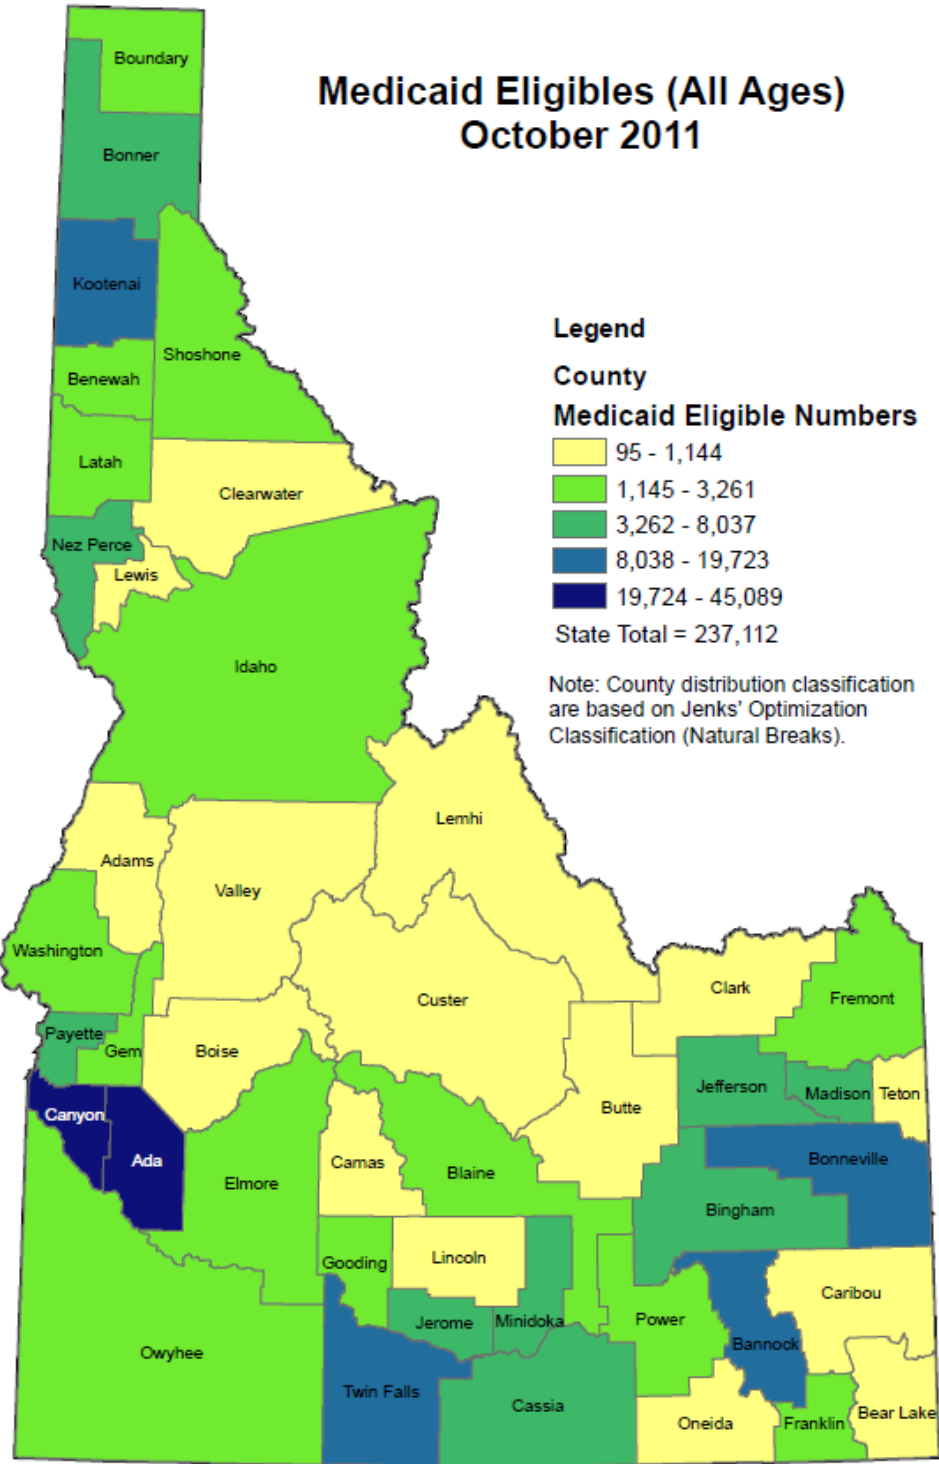 Medicaid Eligibles (All Ages)
October 2011
Boundary
Bonner
Kootenai
Shoshone
Benewah
Latah
Clearwater
Nez Perce
Lewis
Idaho
Legend
County
Medicaid Eligible Numbers
95 - 1,144
1,145 - 3,261
3,262 - 8,037
8,038 - 19,723
19,724 - 45,089
State Total = 237,112
Note: County distribution classification
are based on Jenks' Optimization
Classification (Natural Breaks).
Lemhi
Adams
Valley
Washington
Custer
Clark
Fremont
Payette
Gem
Boise
Jefferson
Madison
Teton
Butte
Canyon
Ada
Camas
Blaine
Elmore
Bonneville
Bingham
Gooding
Lincoln
Caribou
Jerome
Minidoka
Power
Bannock
Owyhee
Twin Falls
Cassia
Oneida
Franklin
Bear Lake